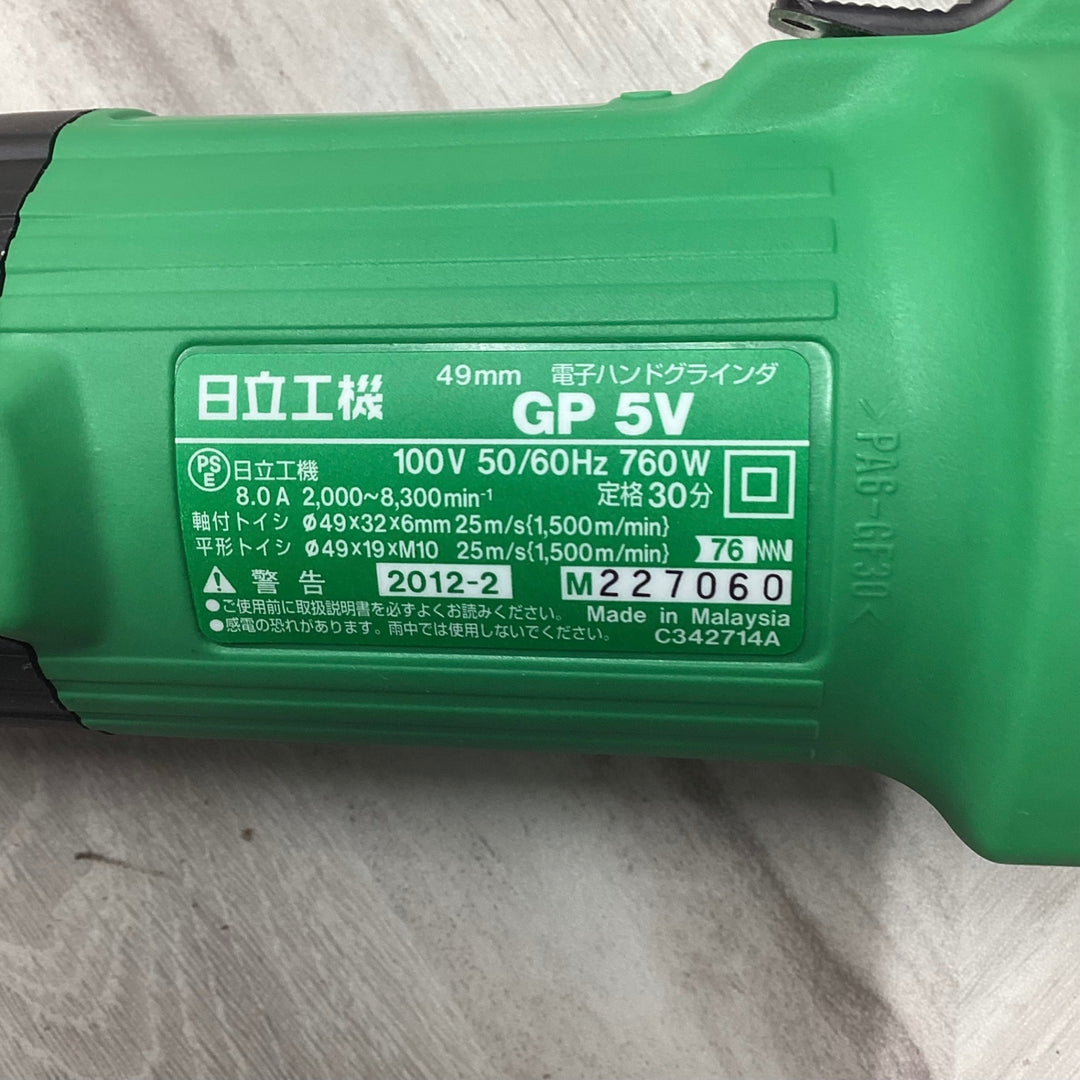 日立工機 49mm 電子ハンドグラインダ
GP 5V
PSE 日立工機 100V 50/60Hz 760W
8.0A 2,000~8,300min⁻¹ 定格30分
軸付トイシ ø49×32×6mm 25m/s{1,500m/min}
平形トイシ ø49×19×M10 25m/s{1,500m/min} 76
警告 2012-2 M227060
●ご使用前に取扱説明書を必ずよくお読みください。 Made in Malaysia
●感電の恐れがあります。雨中では使用しないでください。 C342714A
>PA6-GF30<